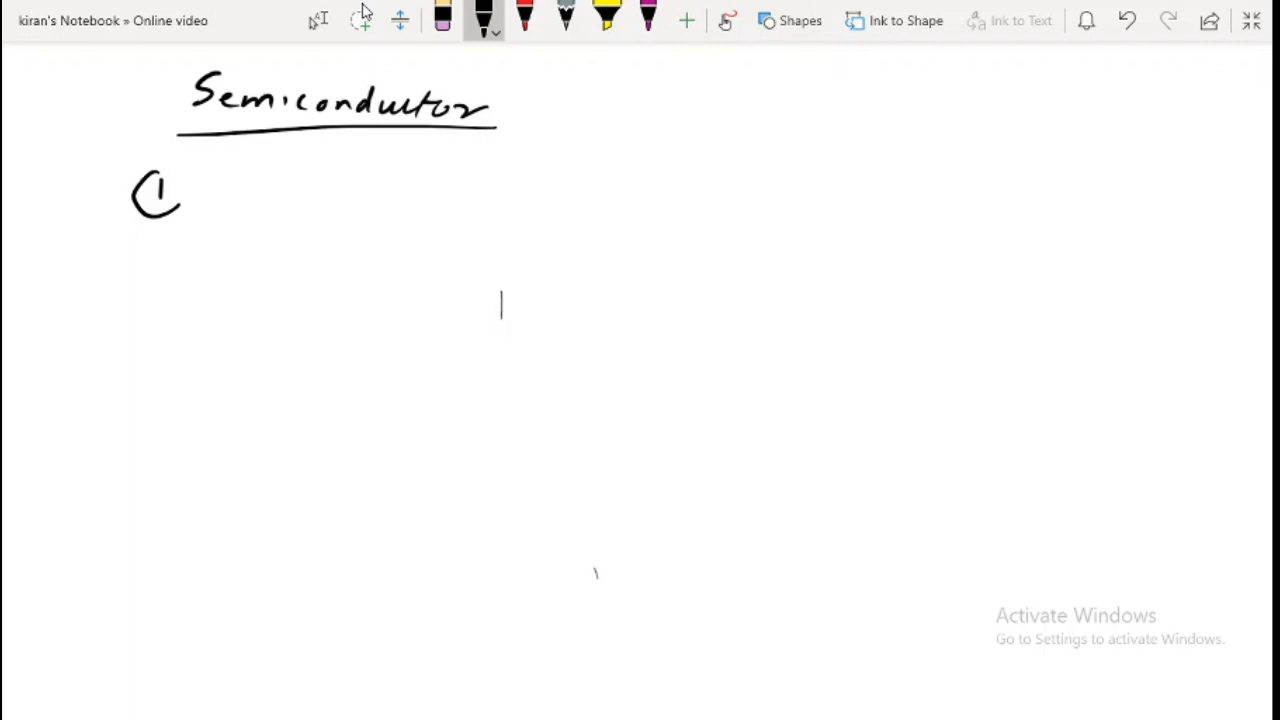 kiran's Notebook » Online video
Shapes
Ink to Shape
Ink to Text
Semiconductor
①
Activate Windows
Go to Settings to activate Windows.